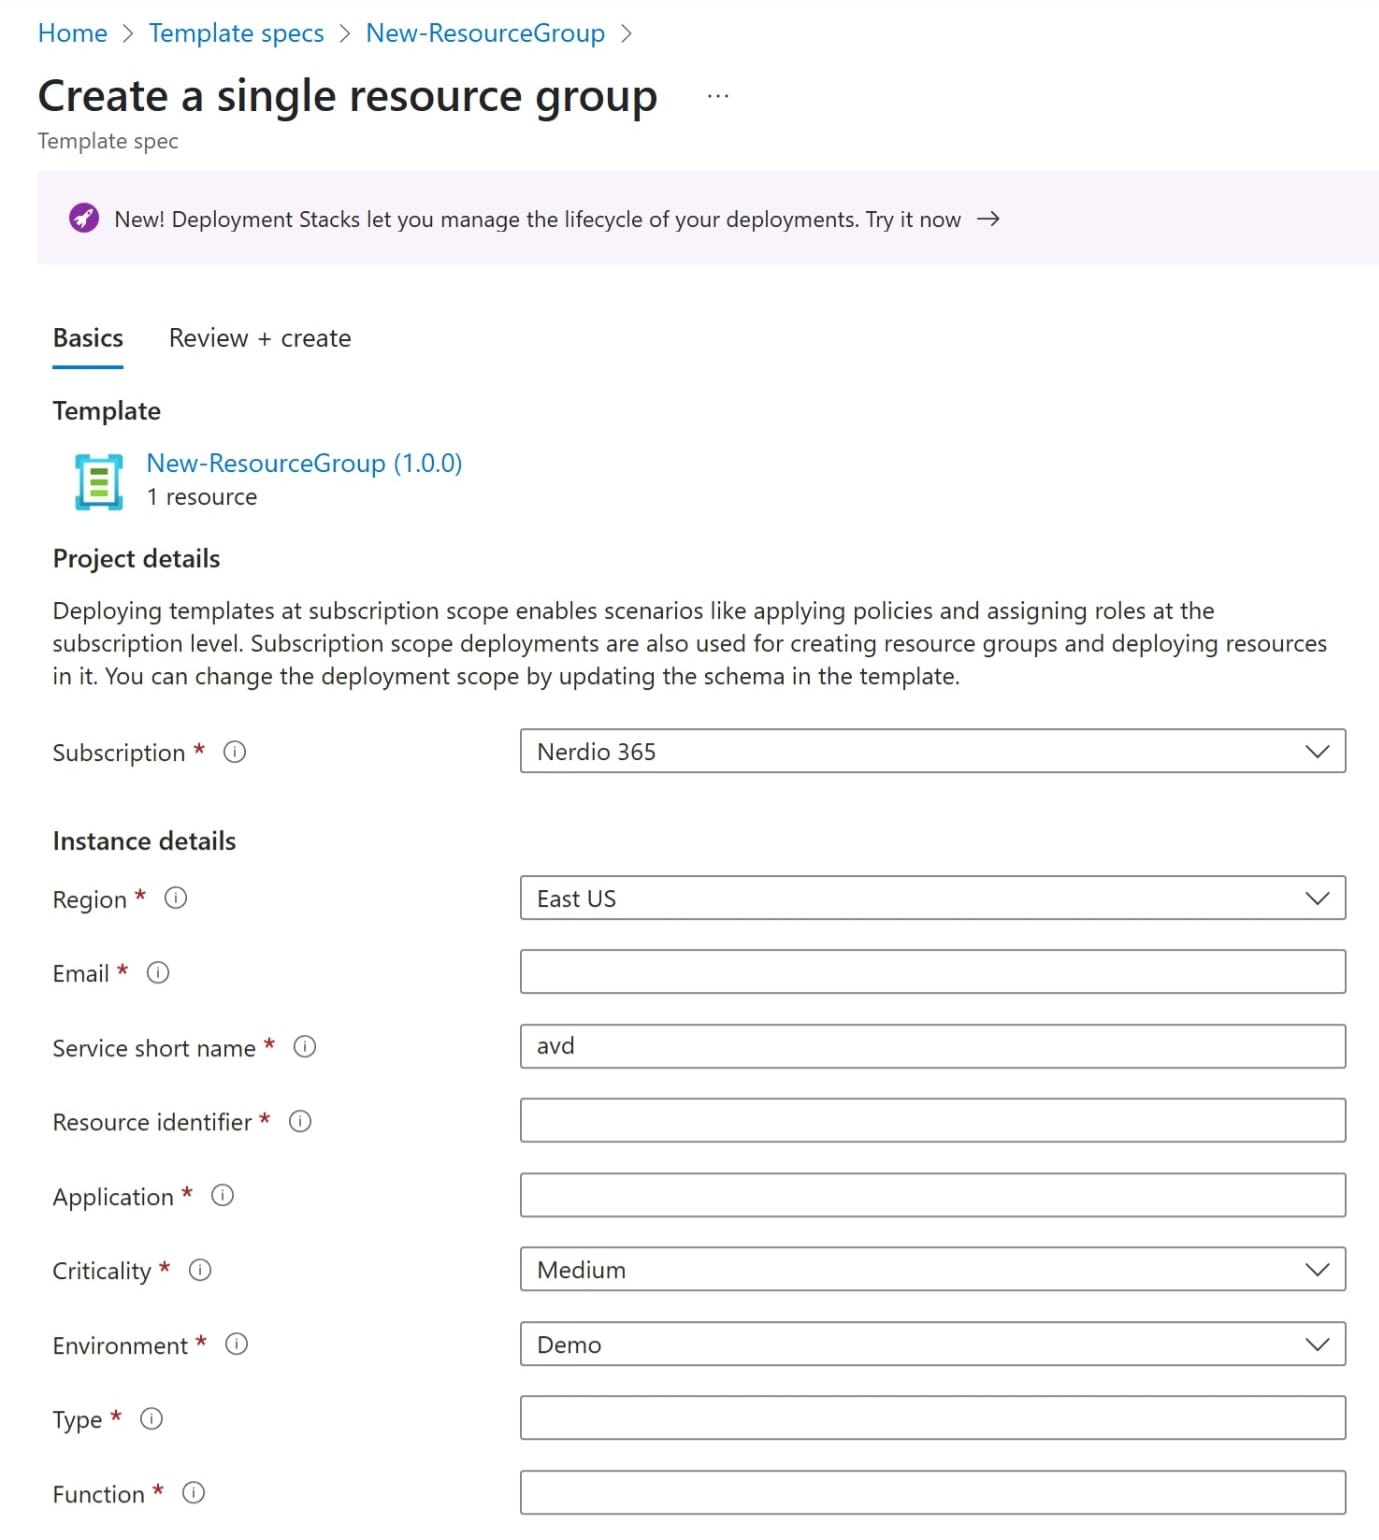 Home > Template specs > New-ResourceGroup >
Create a single resource group ...
Template spec
New! Deployment Stacks let you manage the lifecycle of your deployments. Try it now →
Basics Review + create
Template
New-ResourceGroup (1.0.0)
1 resource
Project details
Deploying templates at subscription scope enables scenarios like applying policies and assigning roles at the
subscription level. Subscription scope deployments are also used for creating resource groups and deploying resources
in it. You can change the deployment scope by updating the schema in the template.
Subscription * Nerdio 365
Instance details
Region * East US
Email *
Service short name * avd
Resource identifier *
Application *
Criticality * Medium
Environment * Demo
Type *
Function *